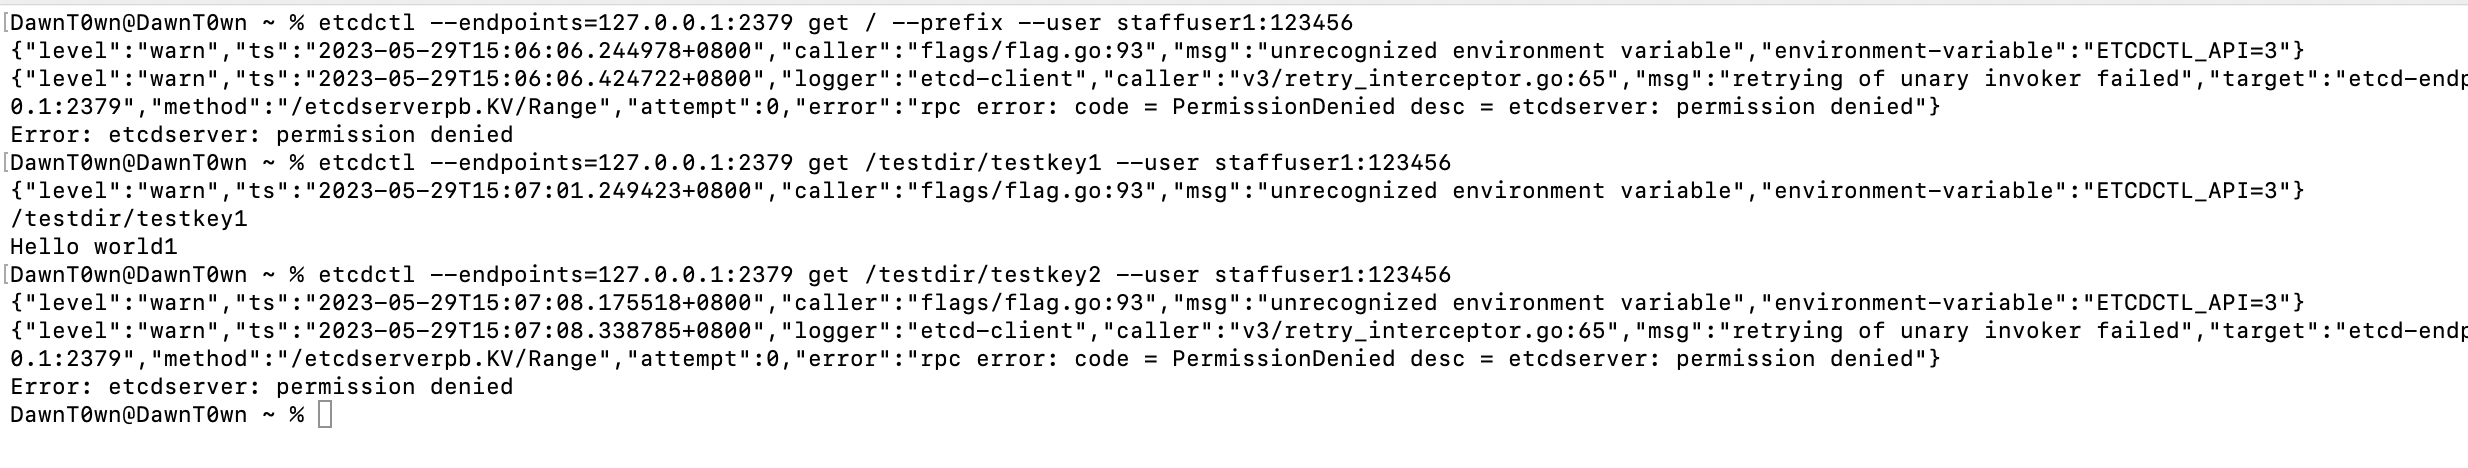 DawnT0wn@DawnT0wn ~ % etcdctl --endpoints=127.0.0.1:2379 get / --prefix --user staffuser1:123456
{"level":"warn","ts":"2023-05-29T15:06:06.244978+0800","caller":"flags/flag.go:93","msg":"unrecognized environment variable","environment-variable":"ETCDCTL_API=3"}
{"level":"warn","ts":"2023-05-29T15:06:06.424722+0800","logger":"etcd-client","caller":"v3/retry_interceptor.go:65","msg":"retrying of unary invoker failed","target":"etcd-endp
0.1:2379","method":"/etcdserverpb.KV/Range","attempt":0,"error":"rpc error: code = PermissionDenied desc = etcdserver: permission denied"}
Error: etcdserver: permission denied
DawnT0wn@DawnT0wn ~ % etcdctl --endpoints=127.0.0.1:2379 get /testdir/testkey1 --user staffuser1:123456
{"level":"warn","ts":"2023-05-29T15:07:01.249423+0800","caller":"flags/flag.go:93","msg":"unrecognized environment variable","environment-variable":"ETCDCTL_API=3"}
/testdir/testkey1
Hello world1
DawnT0wn@DawnT0wn ~ % etcdctl --endpoints=127.0.0.1:2379 get /testdir/testkey2 --user staffuser1:123456
{"level":"warn","ts":"2023-05-29T15:07:08.175518+0800","caller":"flags/flag.go:93","msg":"unrecognized environment variable","environment-variable":"ETCDCTL_API=3"}
{"level":"warn","ts":"2023-05-29T15:07:08.338785+0800","logger":"etcd-client","caller":"v3/retry_interceptor.go:65","msg":"retrying of unary invoker failed","target":"etcd-endp
0.1:2379","method":"/etcdserverpb.KV/Range","attempt":0,"error":"rpc error: code = PermissionDenied desc = etcdserver: permission denied"}
Error: etcdserver: permission denied
DawnT0wn@DawnT0wn ~ %